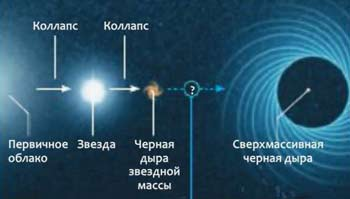 Коллапс Коллапс
?
Первичное облако
Звезда
Черная дыра звездной массы
Сверхмассивная черная дыра